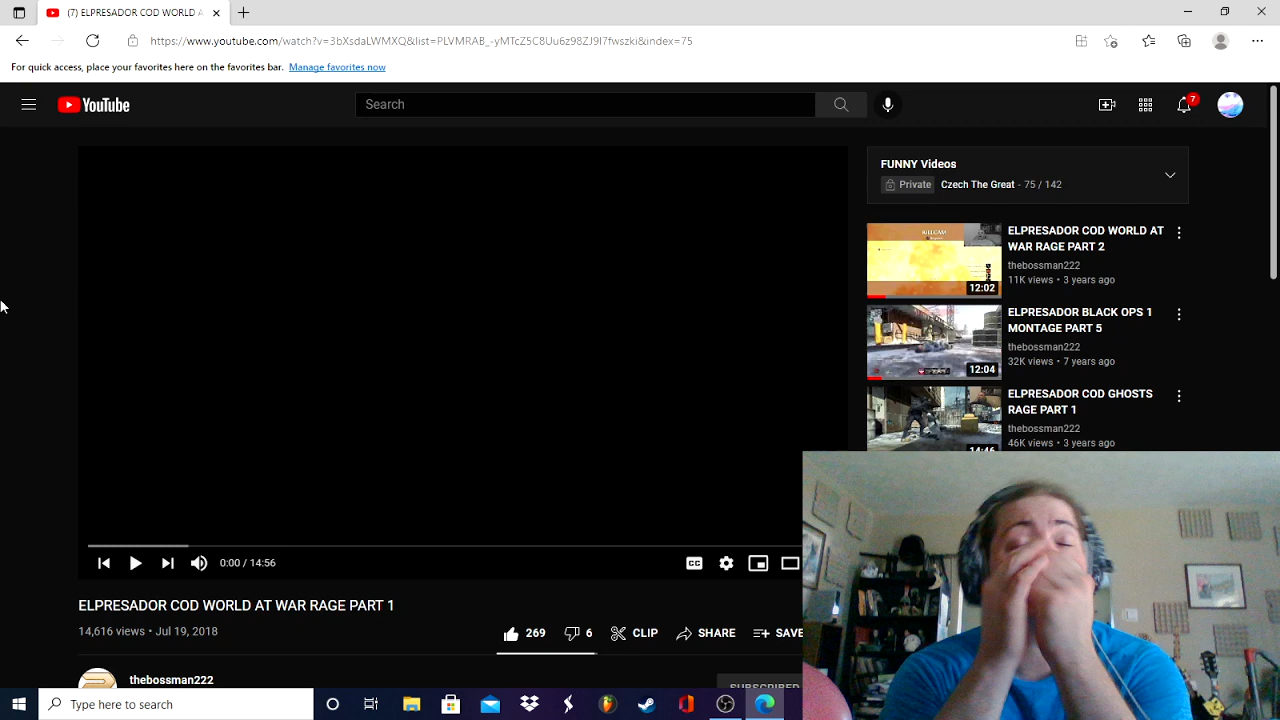 (7) ELPRESADOR COD WORLD A
https://www.youtube.com/watch?v=3bXsdaLWMXQ&list=PLVMRAB_-yMTcZ5C8Uu6z98ZJ9I7fwszki&index=75
For quick access, place your favorites here on the favorites bar. Manage favorites now
YouTube
Search
7
FUNNY Videos
Private Czech The Great - 75 / 142
KILLCAM
12:02
ELPRESADOR COD WORLD AT
WAR RAGE PART 2
thebossman222
11K views • 3 years ago
12:04
ELPRESADOR BLACK OPS 1
MONTAGE PART 5
thebossman222
32K views • 7 years ago
14:46
ELPRESADOR COD GHOSTS
RAGE PART 1
thebossman222
46K views • 3 years ago
0:00 / 14:56
CC
ELPRESADOR COD WORLD AT WAR RAGE PART 1
14,616 views • Jul 19, 2018
269 6 CLIP SHARE SAVE
thebossman222
SUBSCRIBED
Type here to search